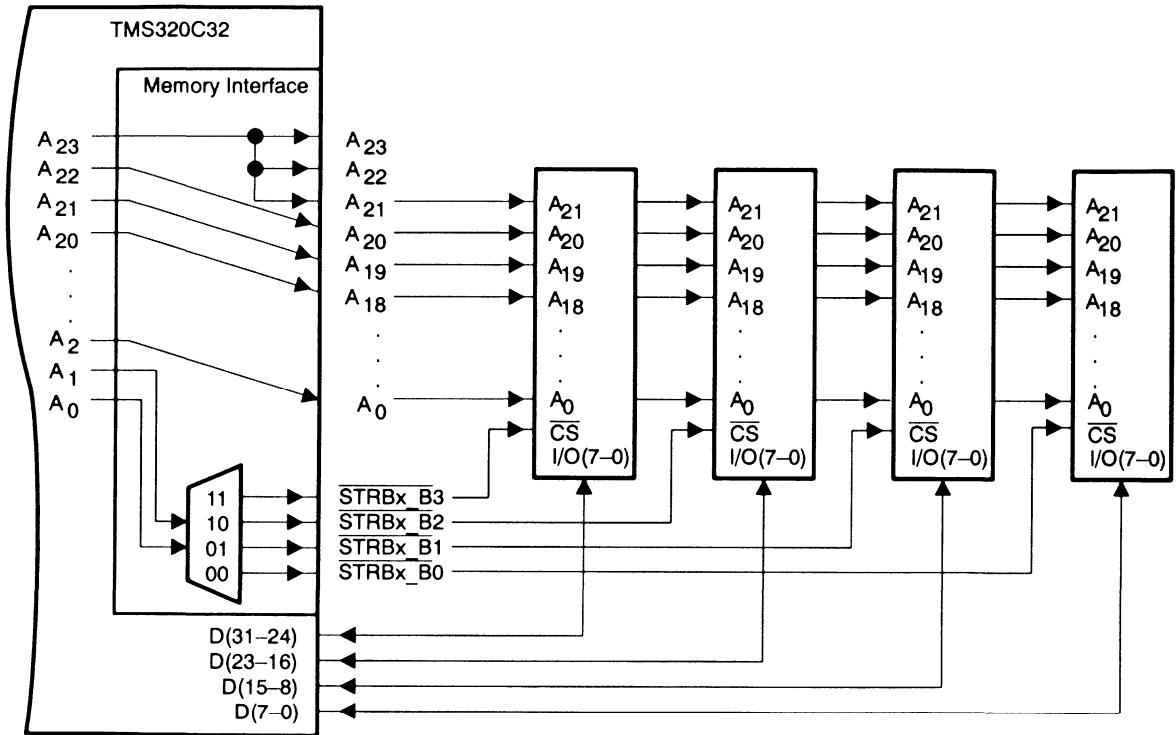 TMS320C32
Memory Interface
A23
A22
A21
A20
.
.
.
A2
A1
A0
11
10
01
00
A23
A22
A21
A20
A19
A18
.
.
.
A0
STRBx_B3
STRBx_B2
STRBx_B1
STRBx_B0
D(31–24)
D(23–16)
D(15–8)
D(7–0)
A21
A20
A19
A18
.
.
.
A0
CS
I/O(7–0)
A21
A20
A19
A18
.
.
.
A0
CS
I/O(7–0)
A21
A20
A19
A18
.
.
.
A0
CS
I/O(7–0)
A21
A20
A19
A18
.
.
.
A0
CS
I/O(7–0)